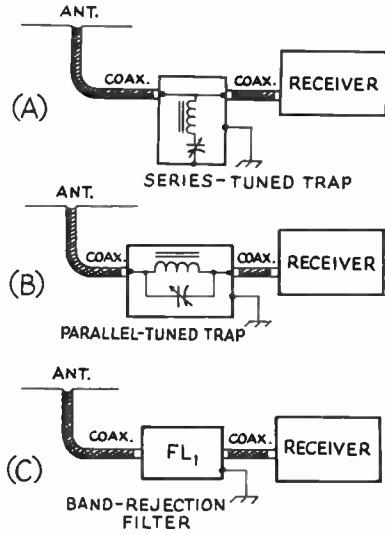 ANT.
COAX.
COAX.
RECEIVER
(A)
SERIES-TUNED TRAP
ANT.
COAX.
COAX.
RECEIVER
(B)
PARALLEL-TUNED TRAP
ANT.
COAX.
FL1
COAX.
RECEIVER
(C)
BAND-REJECTION
FILTER